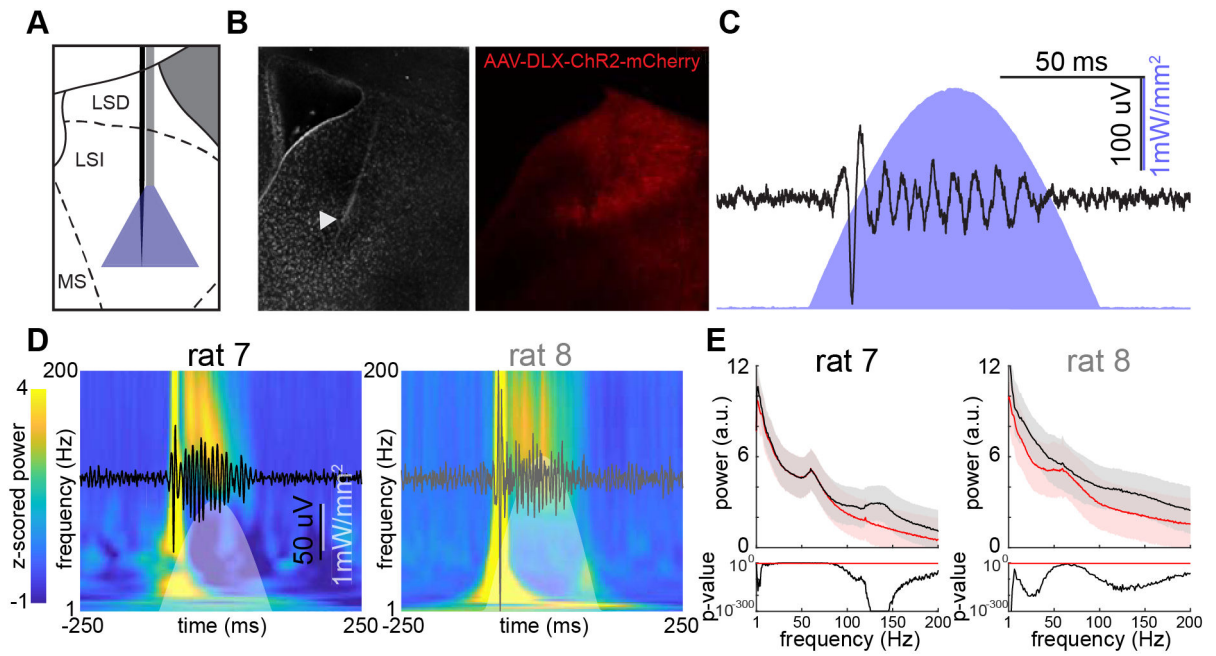 A
LSD
LSI
MS
B
AAV-DLX-ChR2-mCherry
C
50 ms
100 uV
1mW/mm²
D
rat 7
rat 8
4
z-scored power
-1
200
frequency (Hz)
1
-250
time (ms)
250
50 uV
1mW/mm²
200
frequency (Hz)
1
-250
time (ms)
250
E
rat 7
rat 8
12
power (a.u.)
6
0
12
power (a.u.)
6
0
p-value
10⁰
10⁻³⁰⁰
1 50 100 150 200
frequency (Hz)
p-value
10⁰
10⁻³⁰⁰
1 50 100 150 200
frequency (Hz)